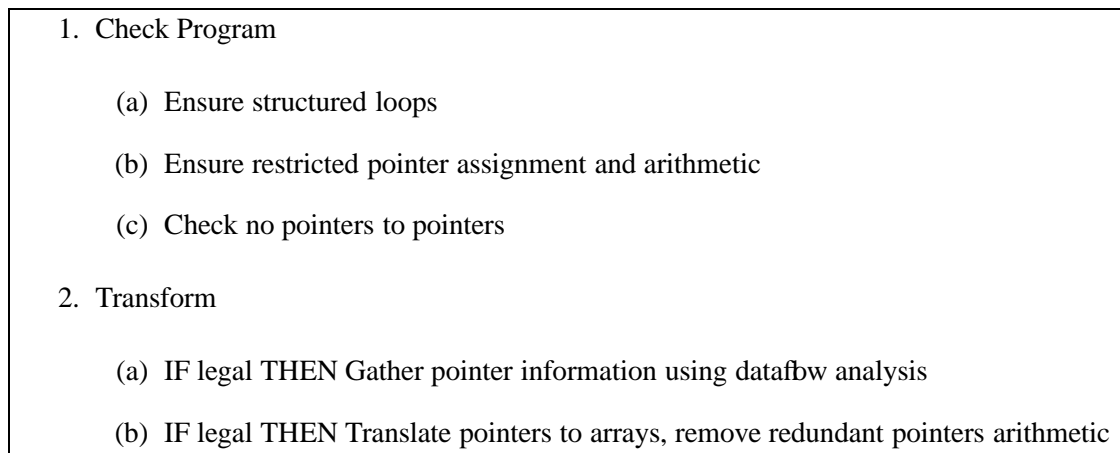 1. Check Program
(a) Ensure structured loops
(b) Ensure restricted pointer assignment and arithmetic
(c) Check no pointers to pointers
2. Transform
(a) IF legal THEN Gather pointer information using datafbw analysis
(b) IF legal THEN Translate pointers to arrays, remove redundant pointers arithmetic